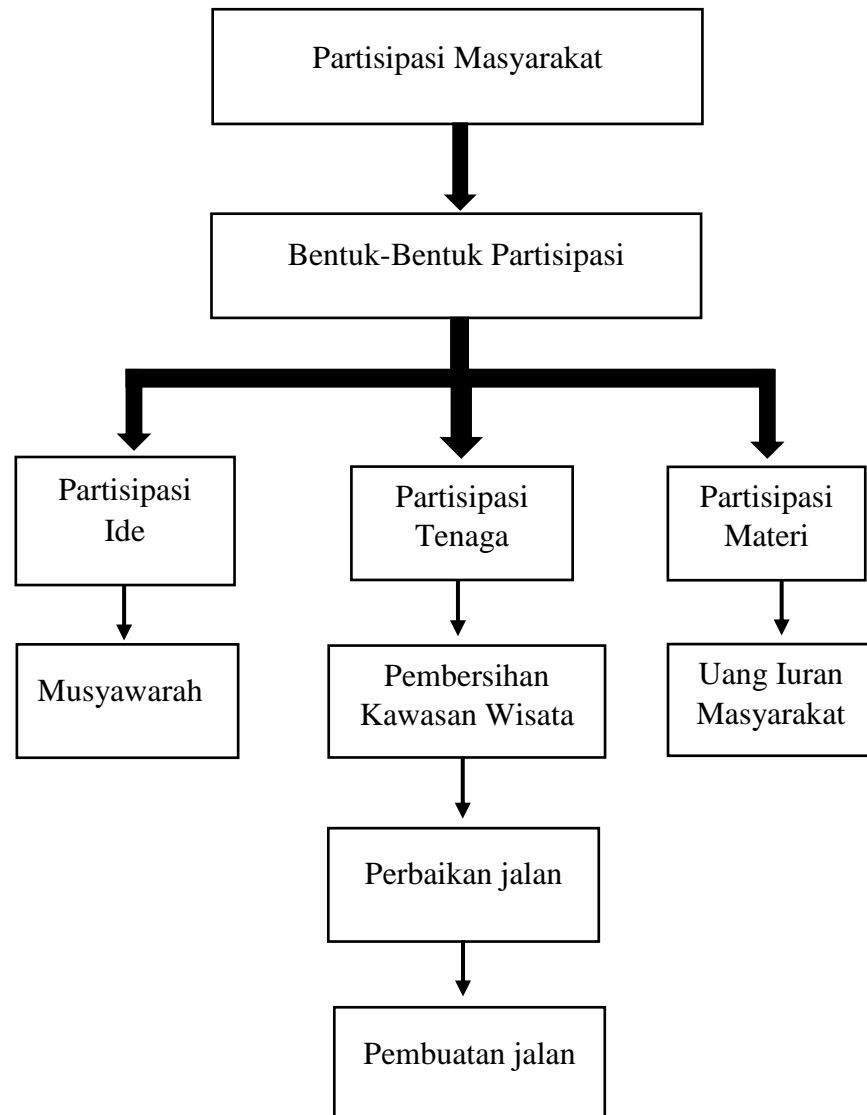 Partisipasi Masyarakat
Bentuk-Bentuk Partisipasi
Partisipasi
Ide
Partisipasi
Tenaga
Partisipasi
Materi
Musyawarah
Pembersihan
Kawasan Wisata
Uang Iuran
Masyarakat
Perbaikan jalan
Pembuatan jalan